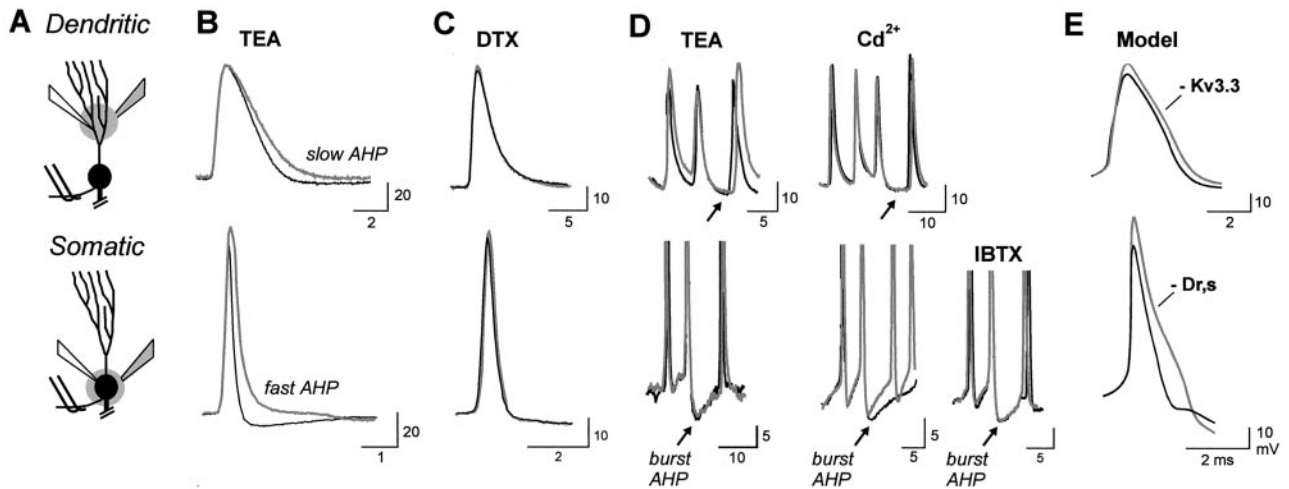 A
Dendritic
Somatic
B
TEA
slow AHP
20
2
fast AHP
20
1
C
DTX
10
5
10
2
D
TEA
Cd2+
10
5
10
10
burst
AHP
5
10
burst
AHP
5
5
IBTX
burst
AHP
5
5
E
Model
- Kv3.3
10
2
- Dr,s
10
mV
2 ms